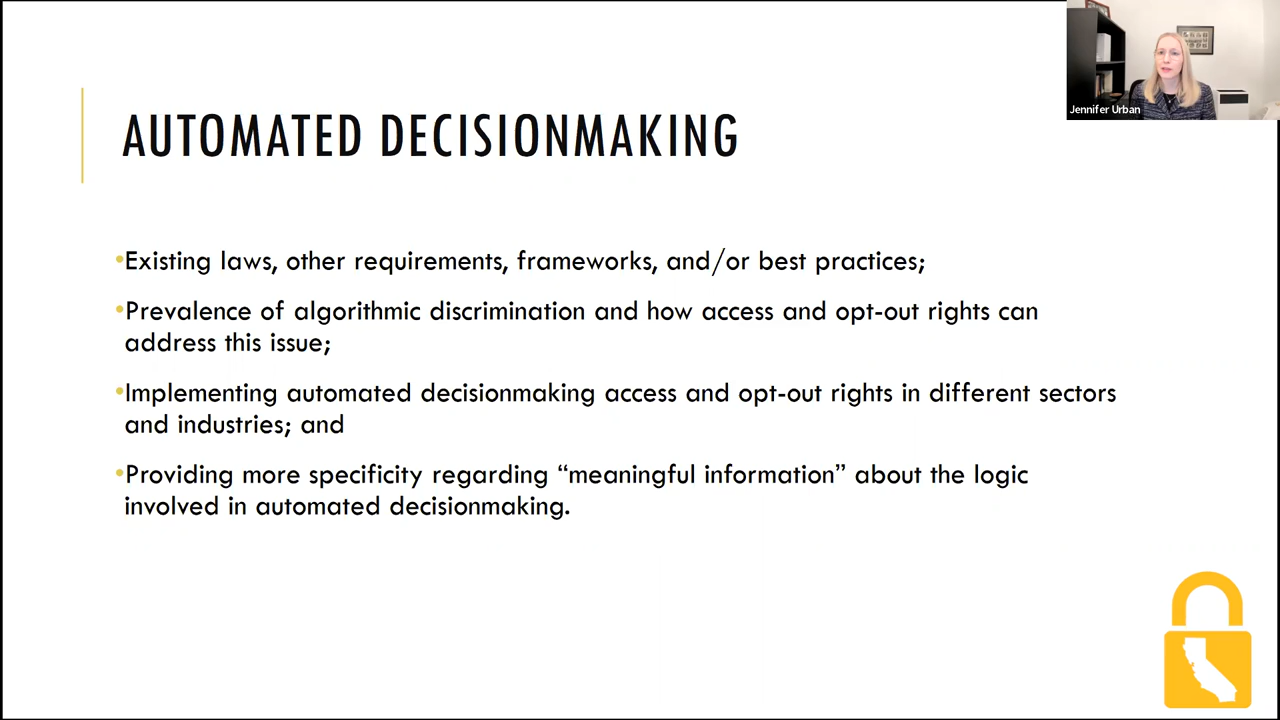 Jennifer Urban
AUTOMATED DECISIONMAKING
•Existing laws, other requirements, frameworks, and/or best practices;
•Prevalence of algorithmic discrimination and how access and opt-out rights can
address this issue;
•Implementing automated decisionmaking access and opt-out rights in different sectors
and industries; and
•Providing more specificity regarding “meaningful information” about the logic
involved in automated decisionmaking.